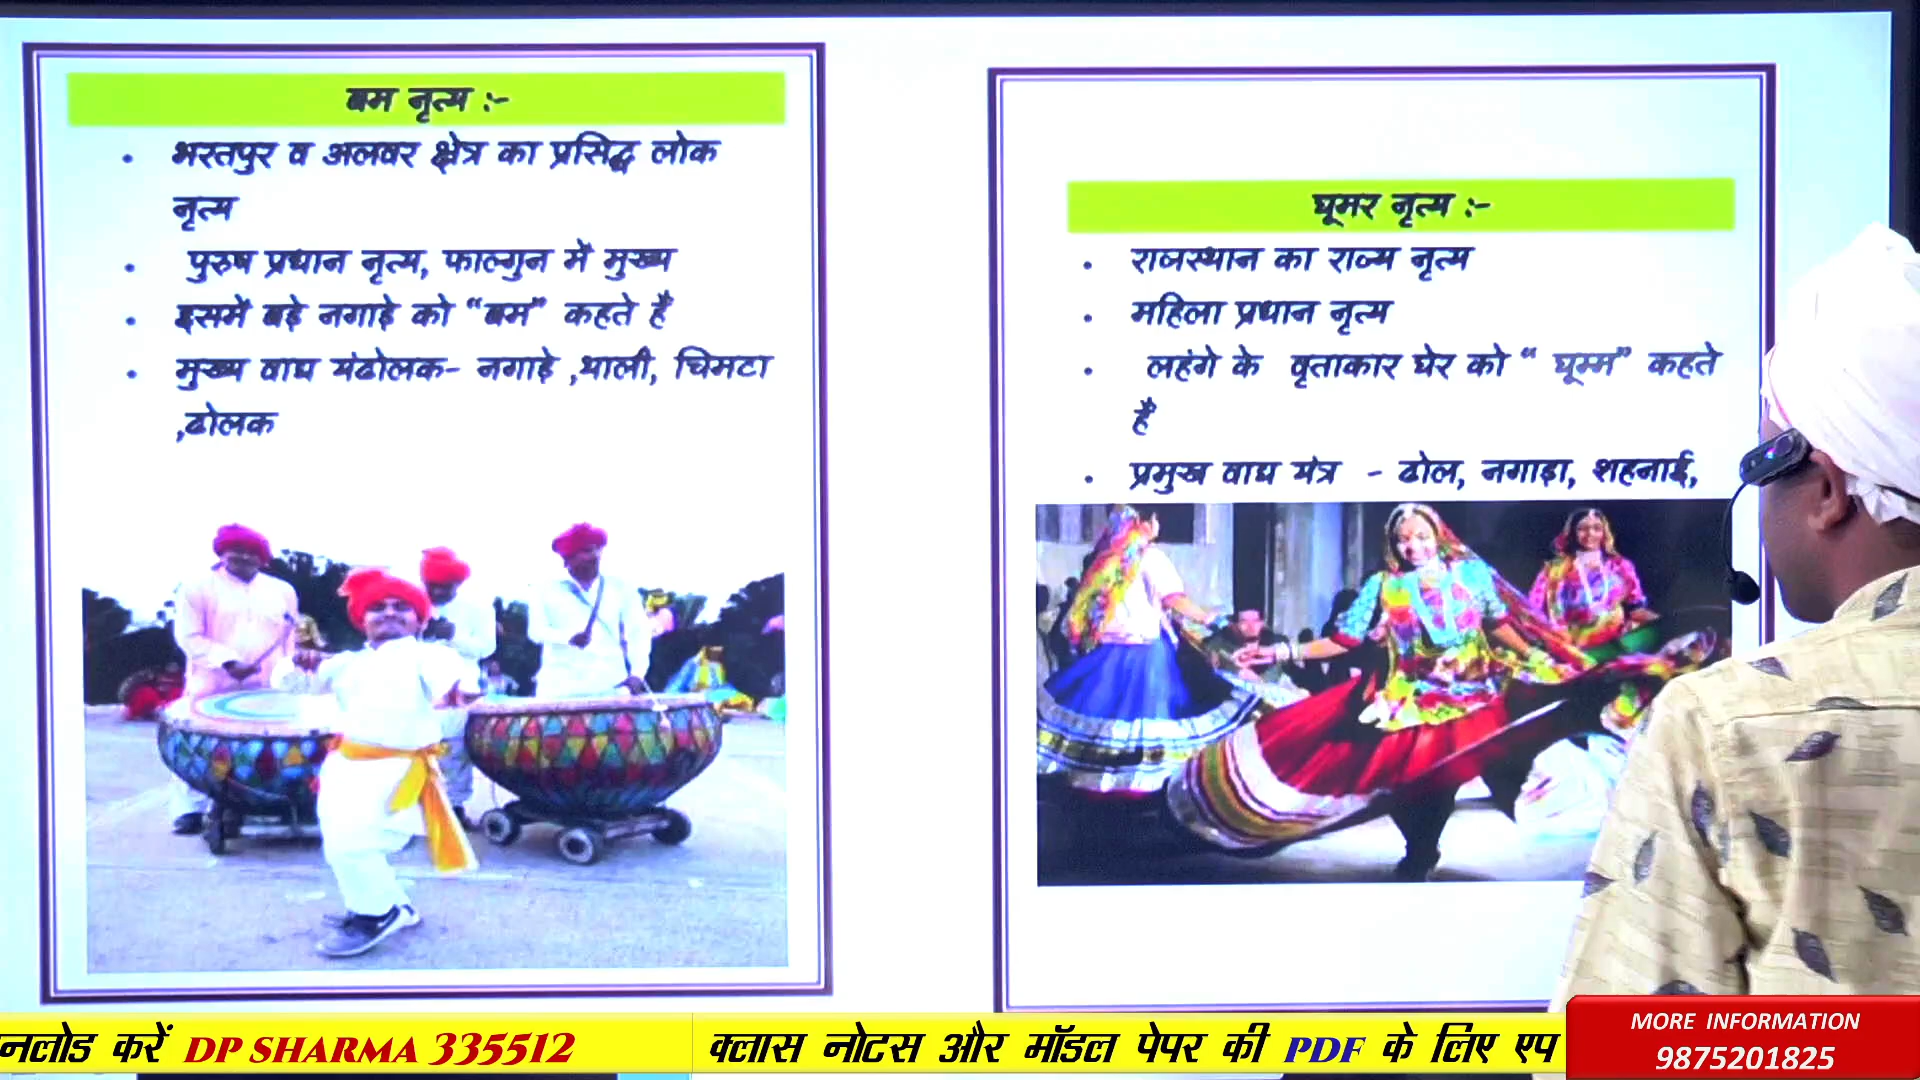 बम नृत्य :-
• भरतपुर व अलवर क्षेत्र का प्रसिद्ध लोक
नृत्य
• पुरुष प्रधान नृत्य, फाल्गुन में मुख्य
• इसमें बड़े नगाड़े को "बम" कहते है
• मुख्य वाद्य यंढोलक- नगाड़े ,थाली, चिमटा
,ढोलक
घूमर नृत्य :-
• राजस्थान का राज्य नृत्य
• महिला प्रधान नृत्य
• लहंगे के वृताकार घेर को " घूम्म" कहते
है
• प्रमुख वाद्य यंत्र - ढोल, नगाड़ा, शहनाई,
नलोड करें DP SHARMA 335512
क्लास नोटस और मॉडल पेपर की PDF के लिए एप
MORE INFORMATION
9875201825